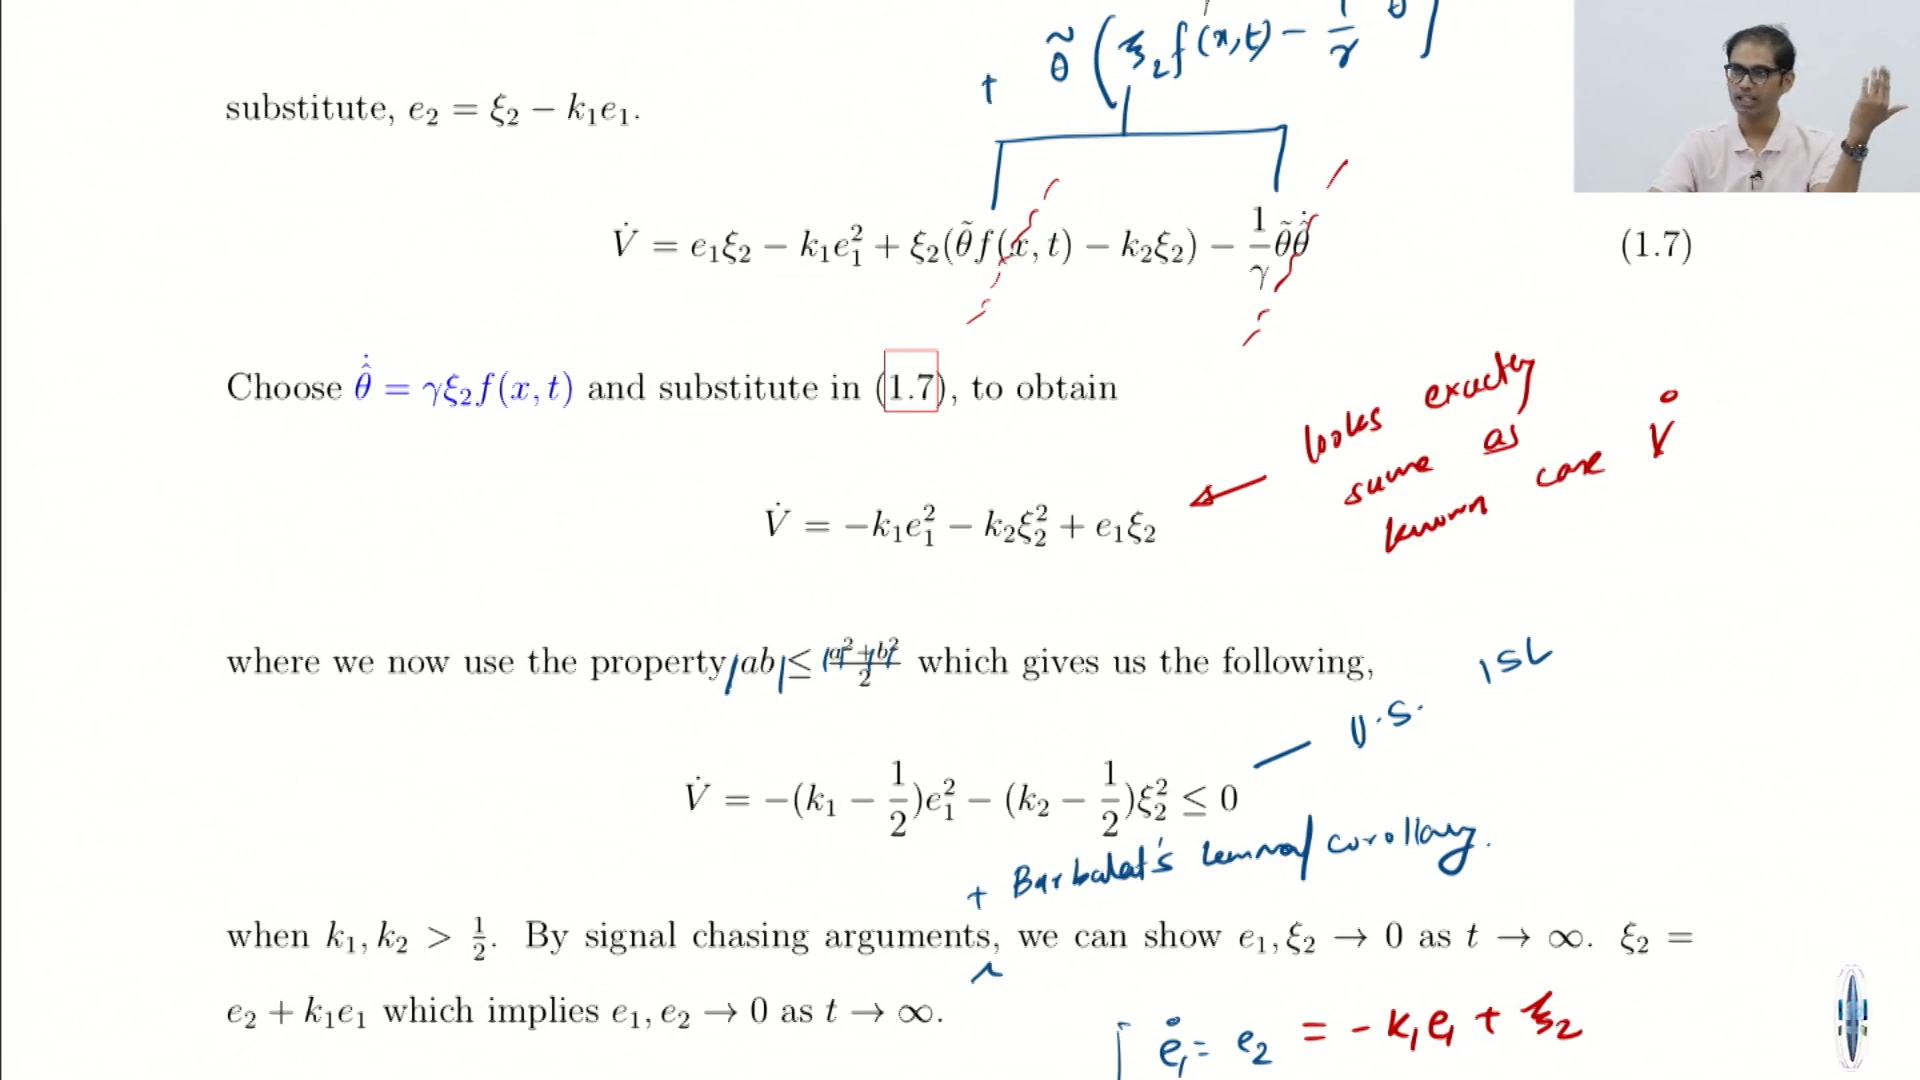 + θ̃ (ξ₂f(x,t) − 1/γ
substitute, e₂ = ξ₂ − k₁e₁.
V̇ = e₁ξ₂ − k₁e₁² + ξ₂(θ̃f(x, t) − k₂ξ₂) − 1/γ θ̃θ̂̇ (1.7)
Choose θ̂̇ = γξ₂f(x, t) and substitute in (1.7), to obtain
looks exactly
same as
known case V̇
V̇ = −k₁e₁² − k₂ξ₂² + e₁ξ₂
where we now use the property |ab| ≤ (|a|² + |b|²)/2 which gives us the following,
U.S. ISL
V̇ = −(k₁ − 1/2)e₁² − (k₂ − 1/2)ξ₂² ≤ 0
+ Barbalat's lemma/corollary.
when k₁, k₂ > 1/2. By signal chasing arguments, we can show e₁, ξ₂ → 0 as t → ∞. ξ₂ =
e₂ + k₁e₁ which implies e₁, e₂ → 0 as t → ∞.
ė₁ = e₂ = −k₁e₁ + ξ₂